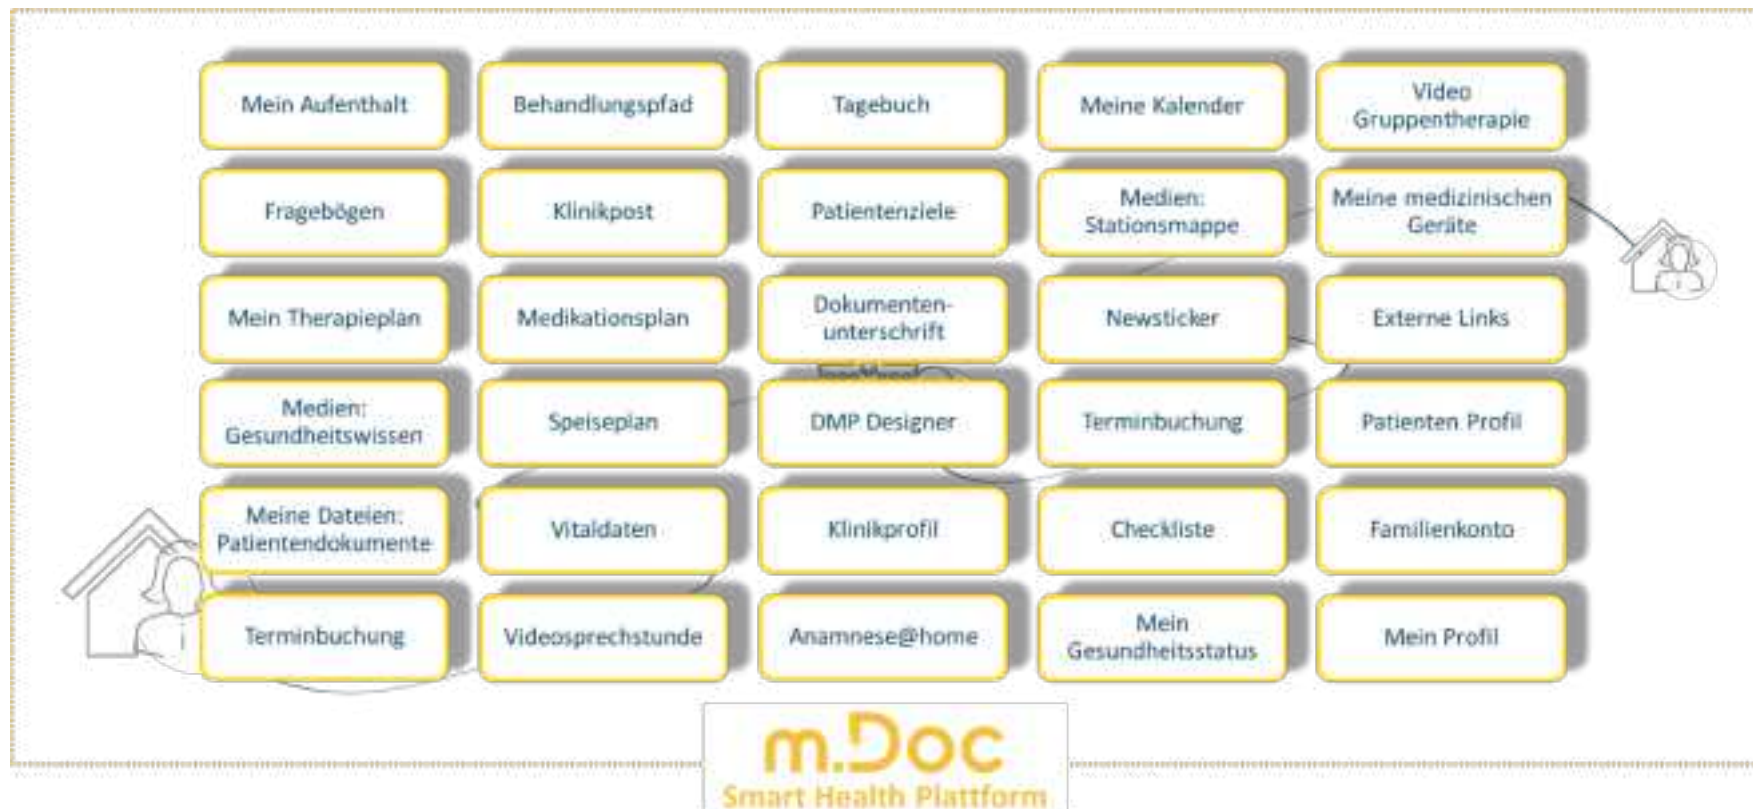 Mein Aufenthalt
Behandlungspfad
Tagebuch
Meine Kalender
Video
Gruppentherapie
Fragebögen
Klinikpost
Patientenziele
Medien:
Stationsmappe
Meine medizinischen
Geräte
Mein Therapieplan
Medikationsplan
Dokumenten-
unterschrift
Newsticker
Externe Links
Medien:
Gesundheitswissen
Speiseplan
DMP Designer
Terminbuchung
Patienten Profil
Meine Dateien:
Patientendokumente
Vitaldaten
Klinikprofil
Checkliste
Familienkonto
Terminbuchung
Videosprechstunde
Anamnese@home
Mein
Gesundheitsstatus
Mein Profil
m.Doc
Smart Health Plattform